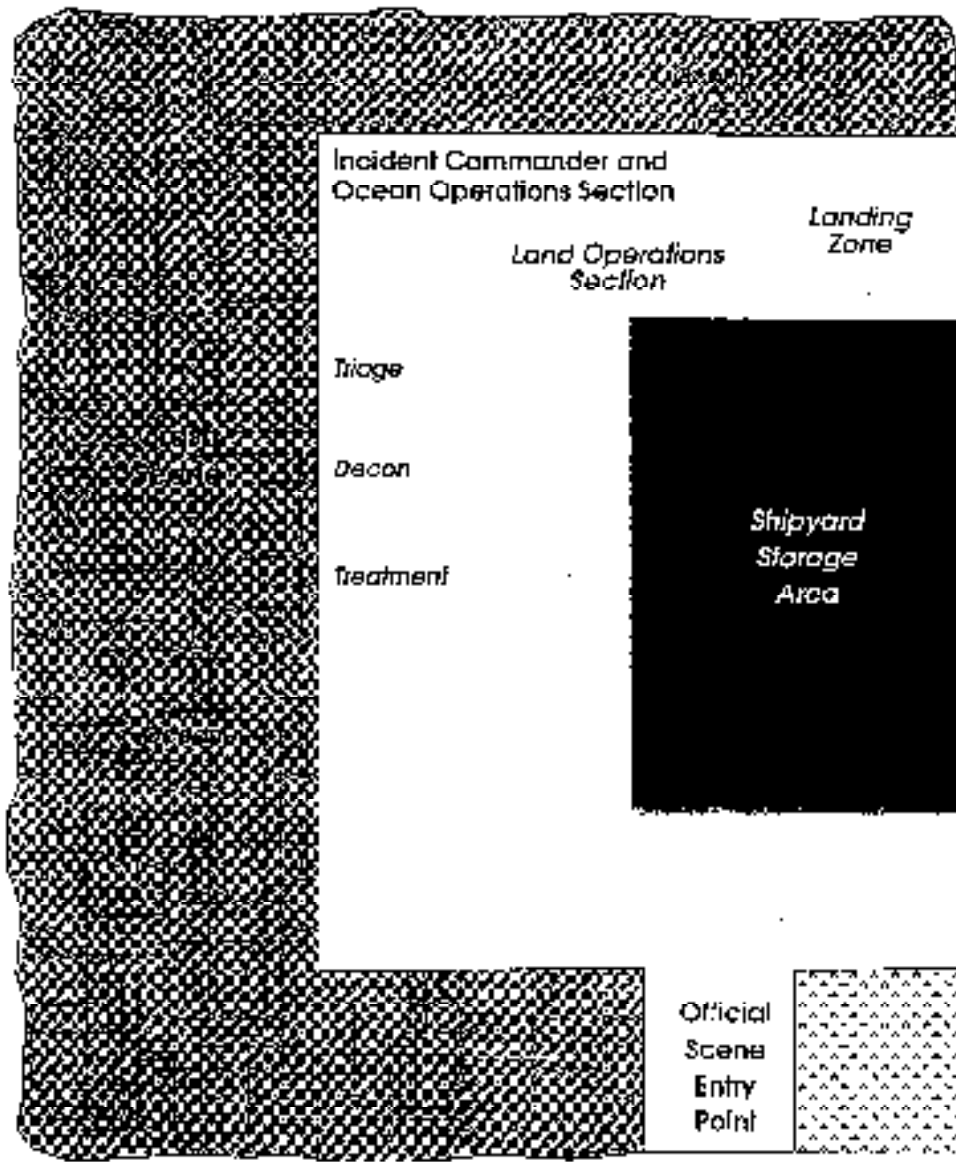 Incident Commander and
Ocean Operations Section
Landing
Zone
Land Operations
Section
Triage
Decon
Treatment
Shipyard
Storage
Area
Official
Scene
Entry
Point